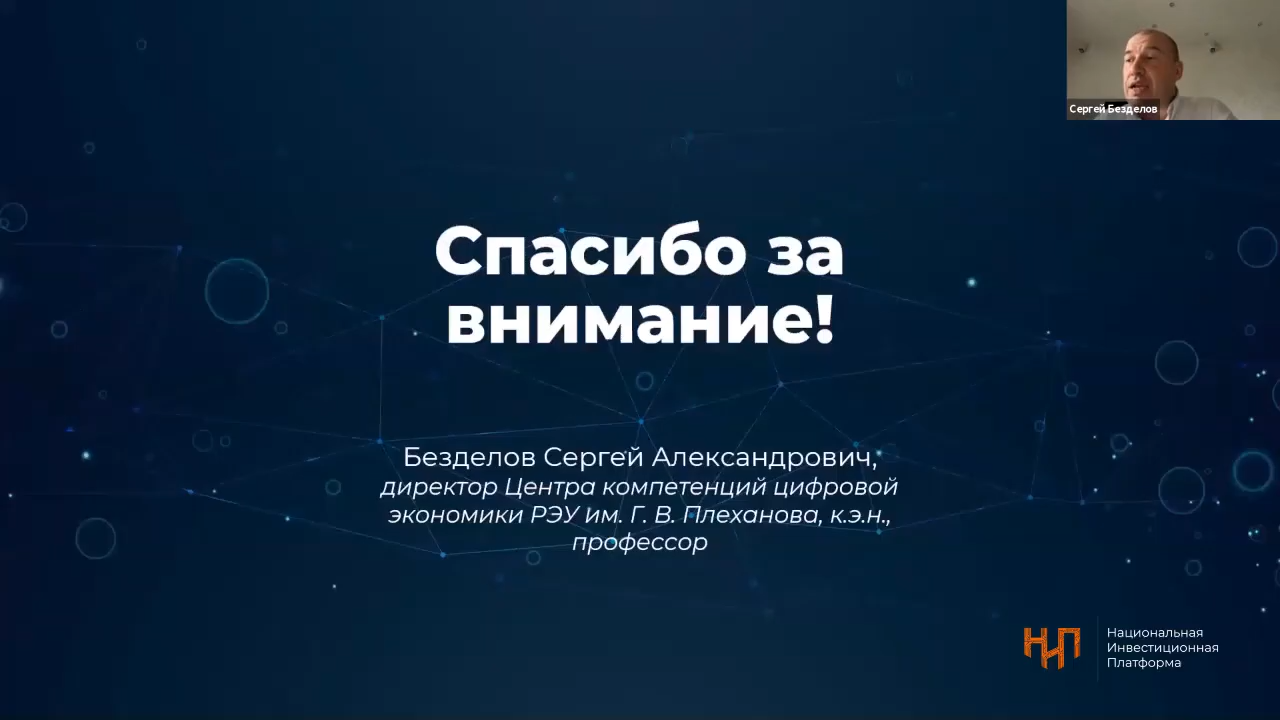 Сергей Безделов
Спасибо за
внимание!
Безделов Сергей Александрович,
директор Центра компетенций цифровой
экономики РЭУ им. Г. В. Плеханова, к.э.н.,
профессор
НИП
Национальная
Инвестиционная
Платформа